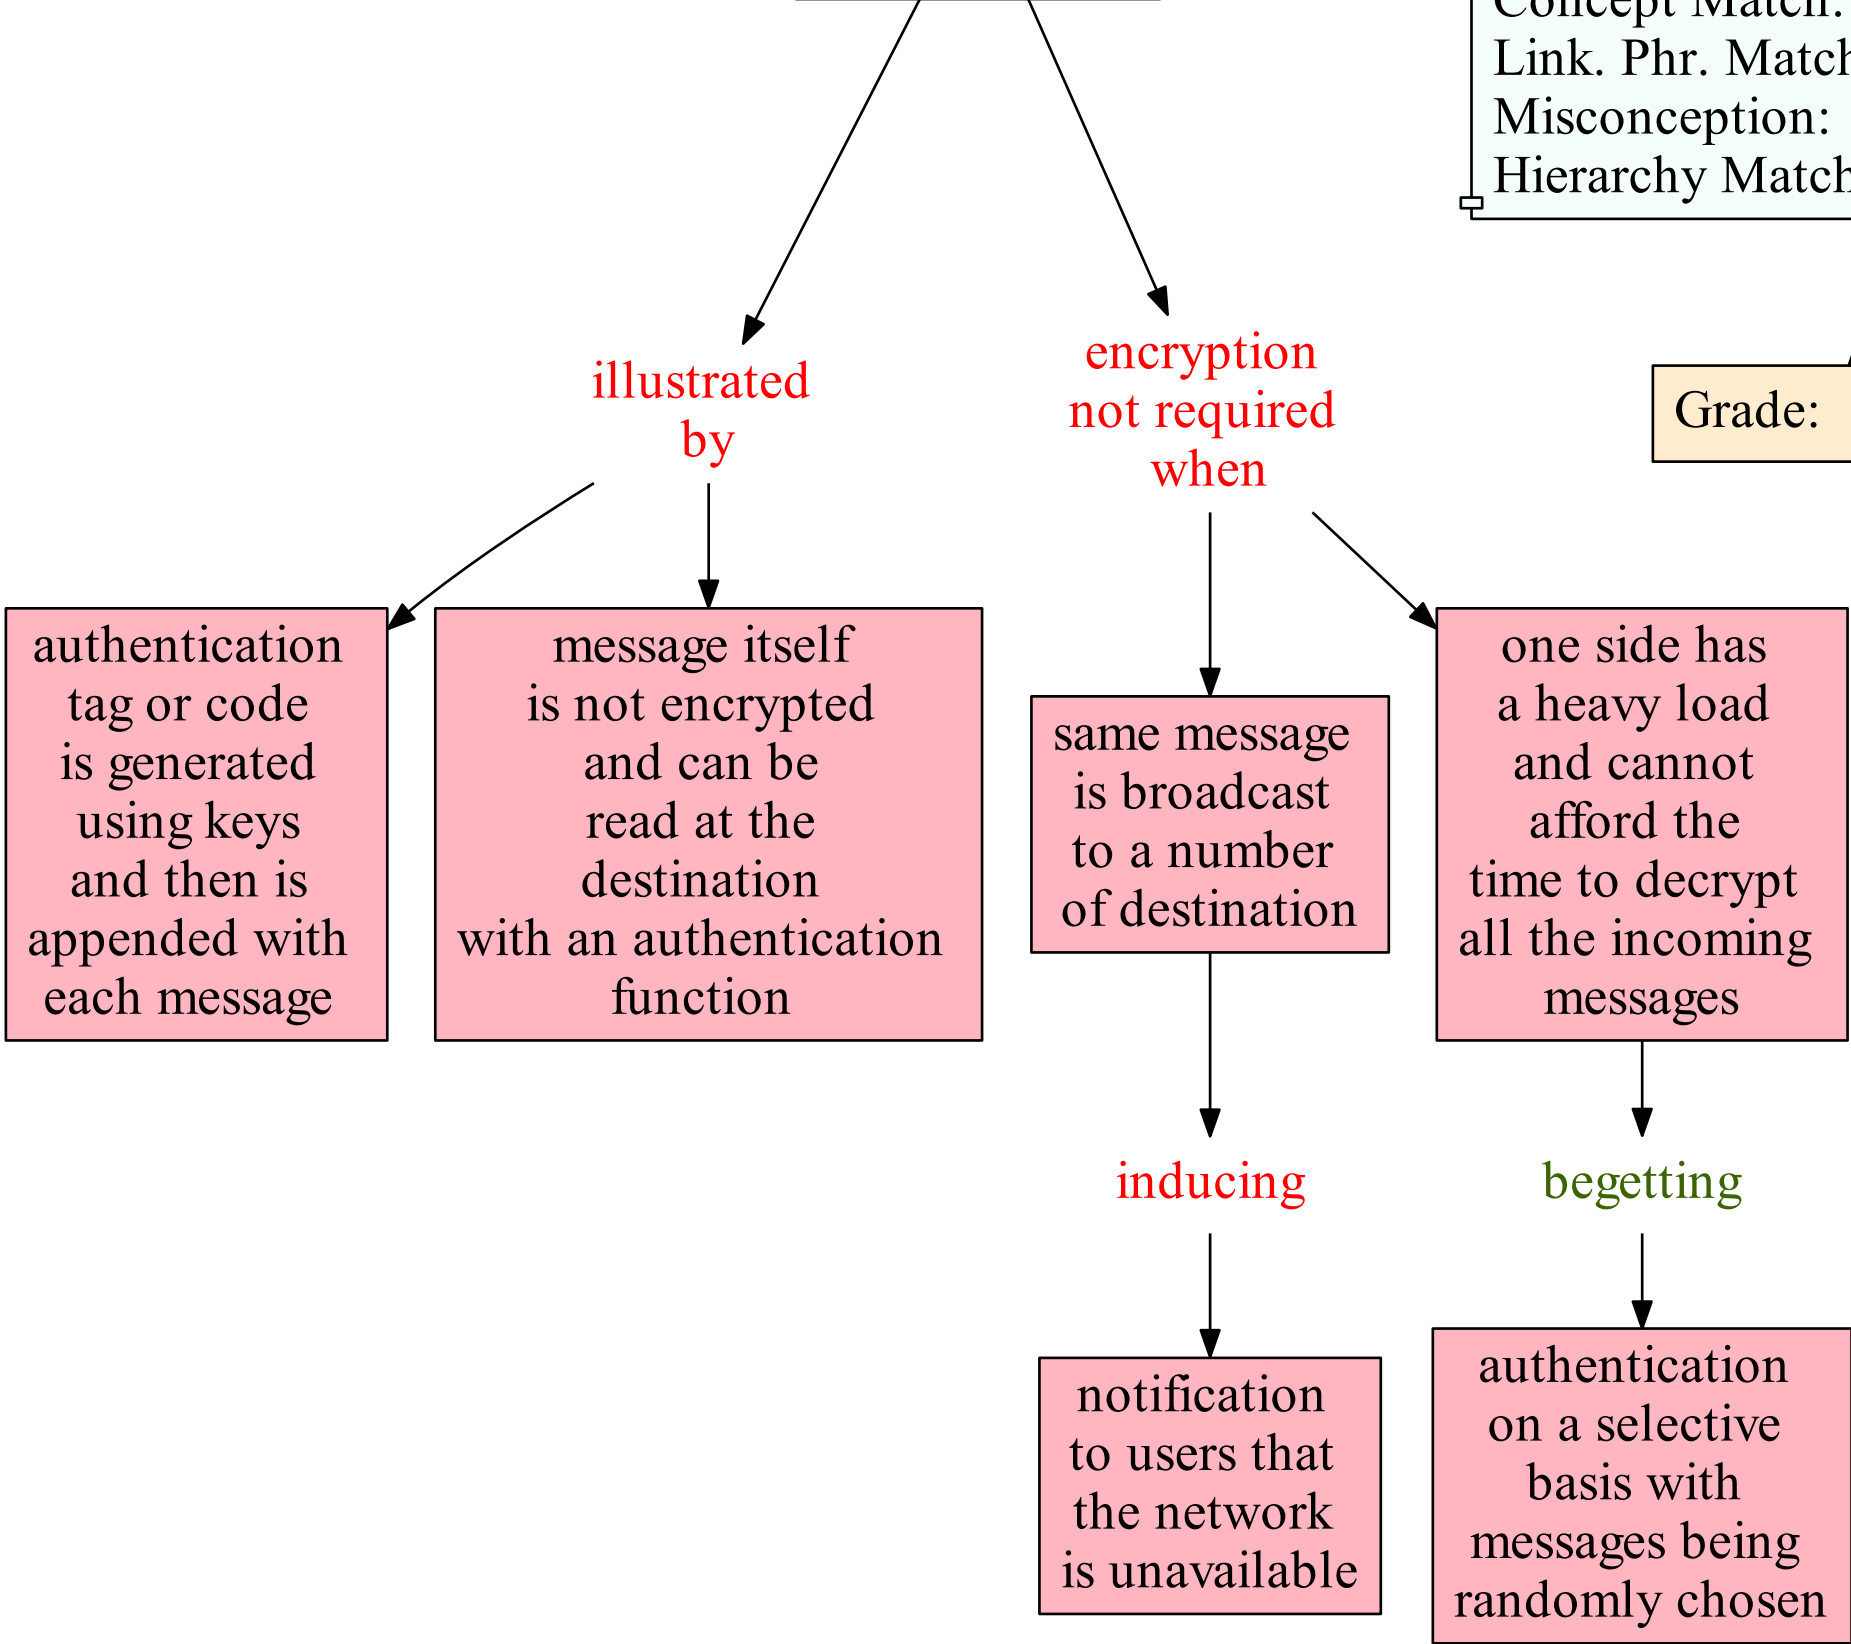 Concept Match:
Link. Phr. Match
Misconception:
Hierarchy Match
Grade:
illustrated
by
encryption
not required
when
authentication
tag or code
is generated
using keys
and then is
appended with
each message
message itself
is not encrypted
and can be
read at the
destination
with an authentication
function
same message
is broadcast
to a number
of destination
one side has
a heavy load
and cannot
afford the
time to decrypt
all the incoming
messages
inducing
begetting
notification
to users that
the network
is unavailable
authentication
on a selective
basis with
messages being
randomly chosen